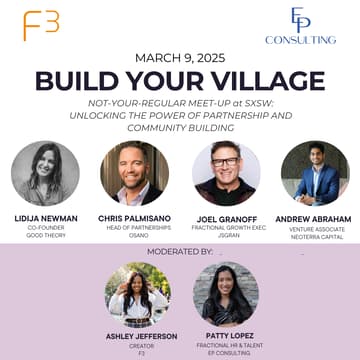 F3
EP
CONSULTING
MARCH 9, 2025
BUILD YOUR VILLAGE
NOT-YOUR-REGULAR MEET-UP at SXSW:
UNLOCKING THE POWER OF PARTNERSHIP AND
COMMUNITY BUILDING
LIDIJA NEWMAN
CO-FOUNDER
GOOD THEORY
CHRIS PALMISANO
HEAD OF PARTNERSHIPS
OSANO
JOEL GRANOFF
FRACTIONAL GROWTH EXEC
JSGRAN
ANDREW ABRAHAM
VENTURE ASSOCIATE
NEOTERRA CAPITAL
MODERATED BY:
ASHLEY JEFFERSON
CREATOR
F3
PATTY LOPEZ
FRACTIONAL HR & TALENT
EP CONSULTING